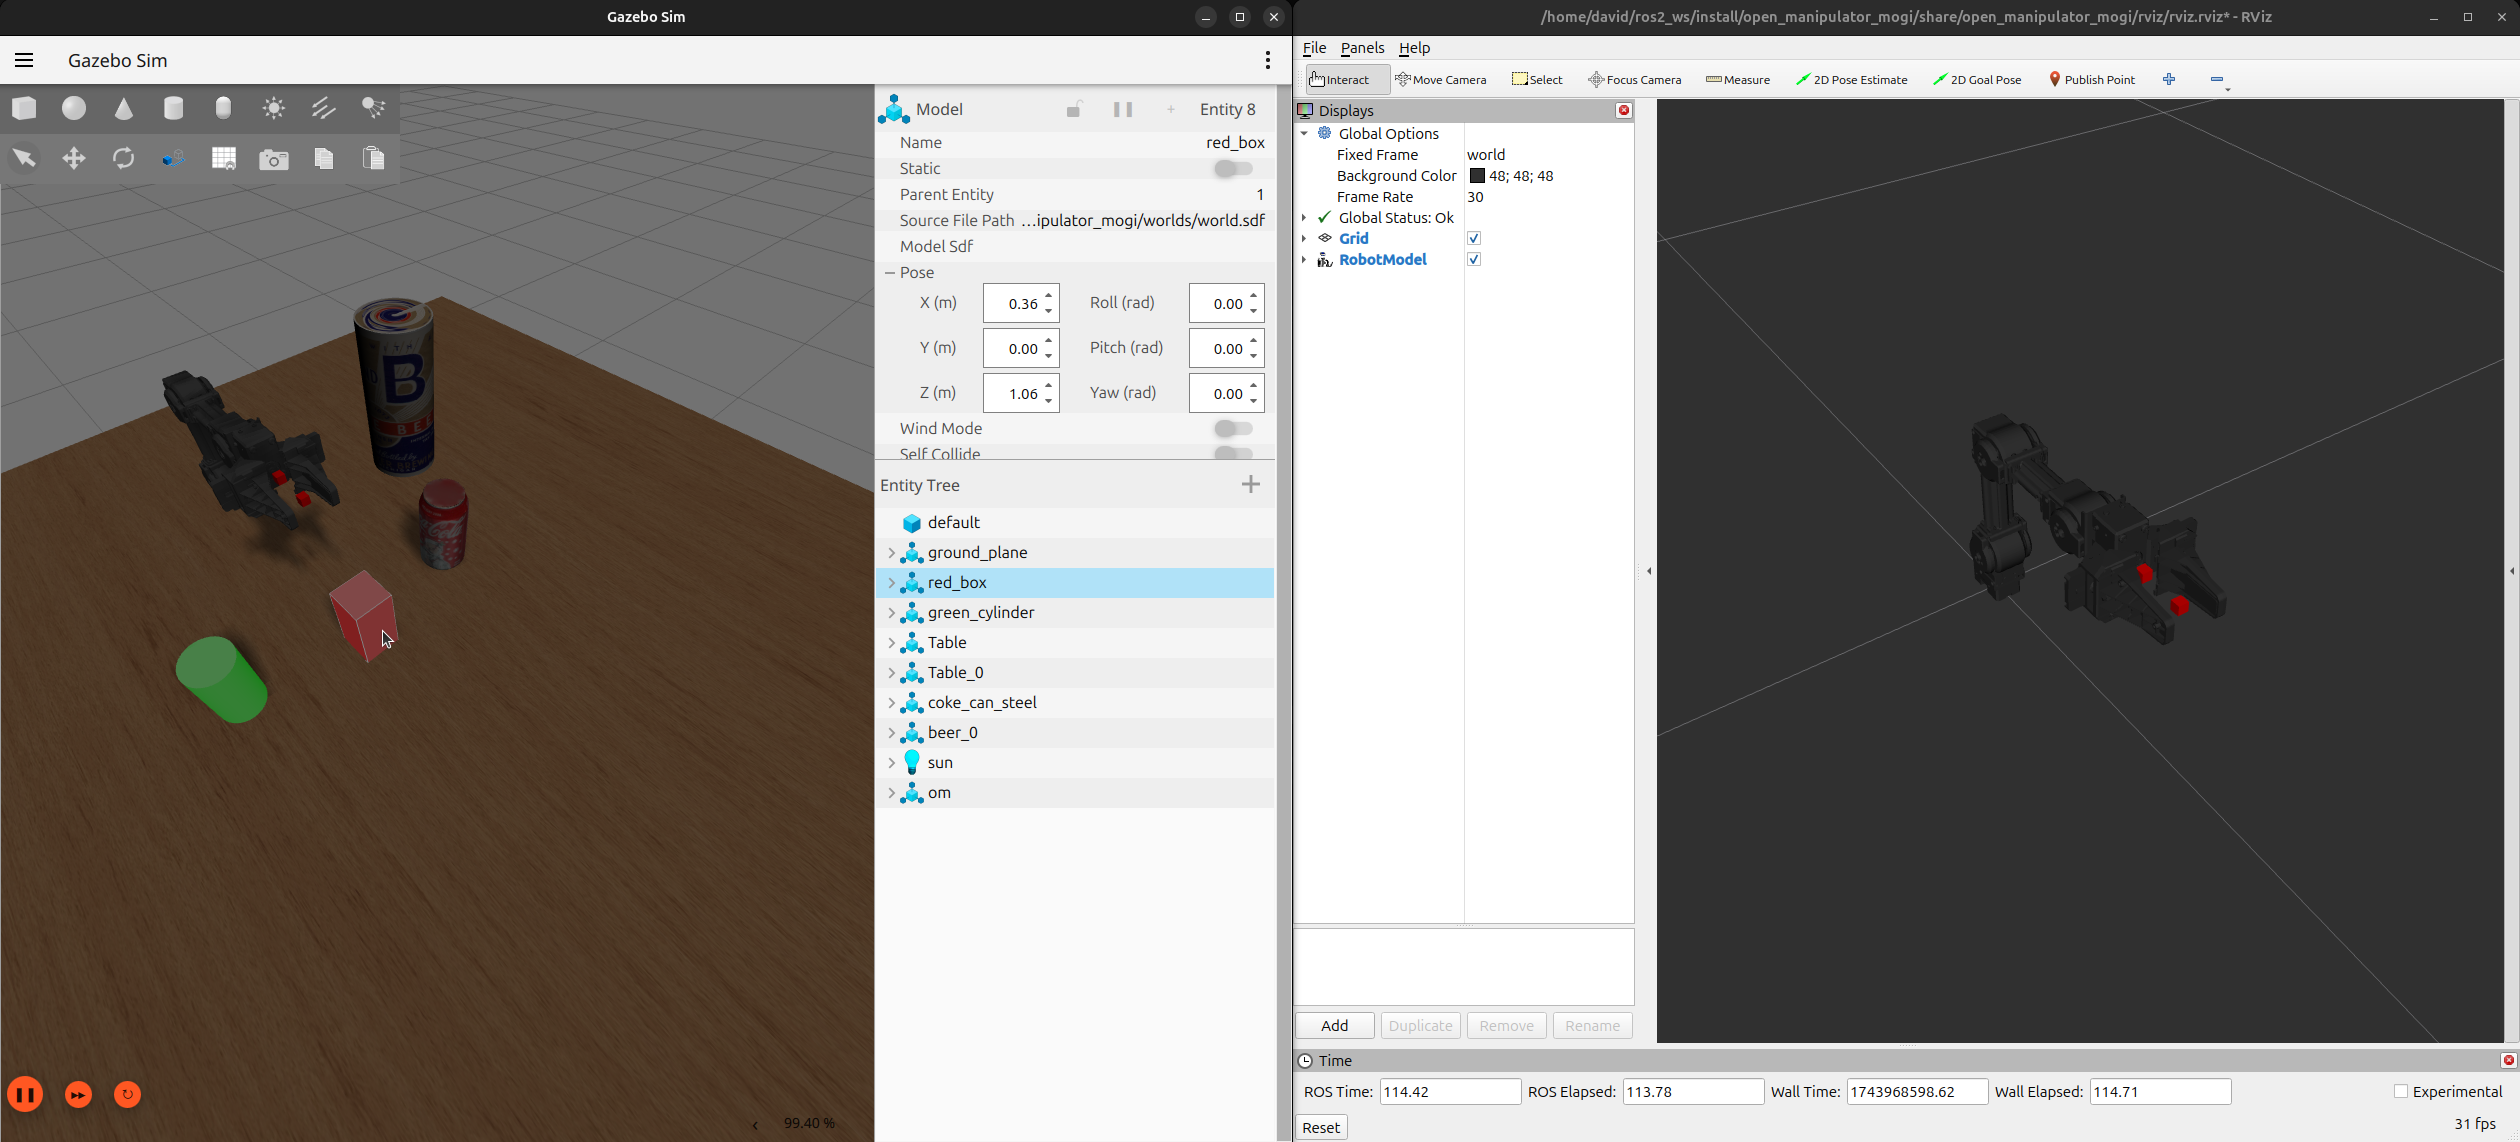 Gazebo Sim
Gazebo Sim
Model
Entity 8
Name
red_box
Static
Parent Entity
1
Source File Path
...ipulator_mogi/worlds/world.sdf
Model Sdf
Pose
X (m)
0.36
Roll (rad)
0.00
Y (m)
0.00
Pitch (rad)
0.00
Z (m)
1.06
Yaw (rad)
0.00
Wind Mode
Self Collide
Entity Tree
default
ground_plane
red_box
green_cylinder
Table
Table_0
coke_can_steel
beer_0
sun
om
B
BEE
99.40 %
/home/david/ros2_ws/install/open_manipulator_mogi/share/open_manipulator_mogi/rviz/rviz.rviz* - RViz
File Panels Help
Interact Move Camera Select Focus Camera Measure 2D Pose Estimate 2D Goal Pose Publish Point
Displays
Global Options
Fixed Frame
world
Background Color
48; 48; 48
Frame Rate
30
Global Status: Ok
Grid
RobotModel
Add Duplicate Remove Rename
Time
ROS Time: 114.42 ROS Elapsed: 113.78 Wall Time: 1743968598.62 Wall Elapsed: 114.71 Experimental
Reset
31 fps